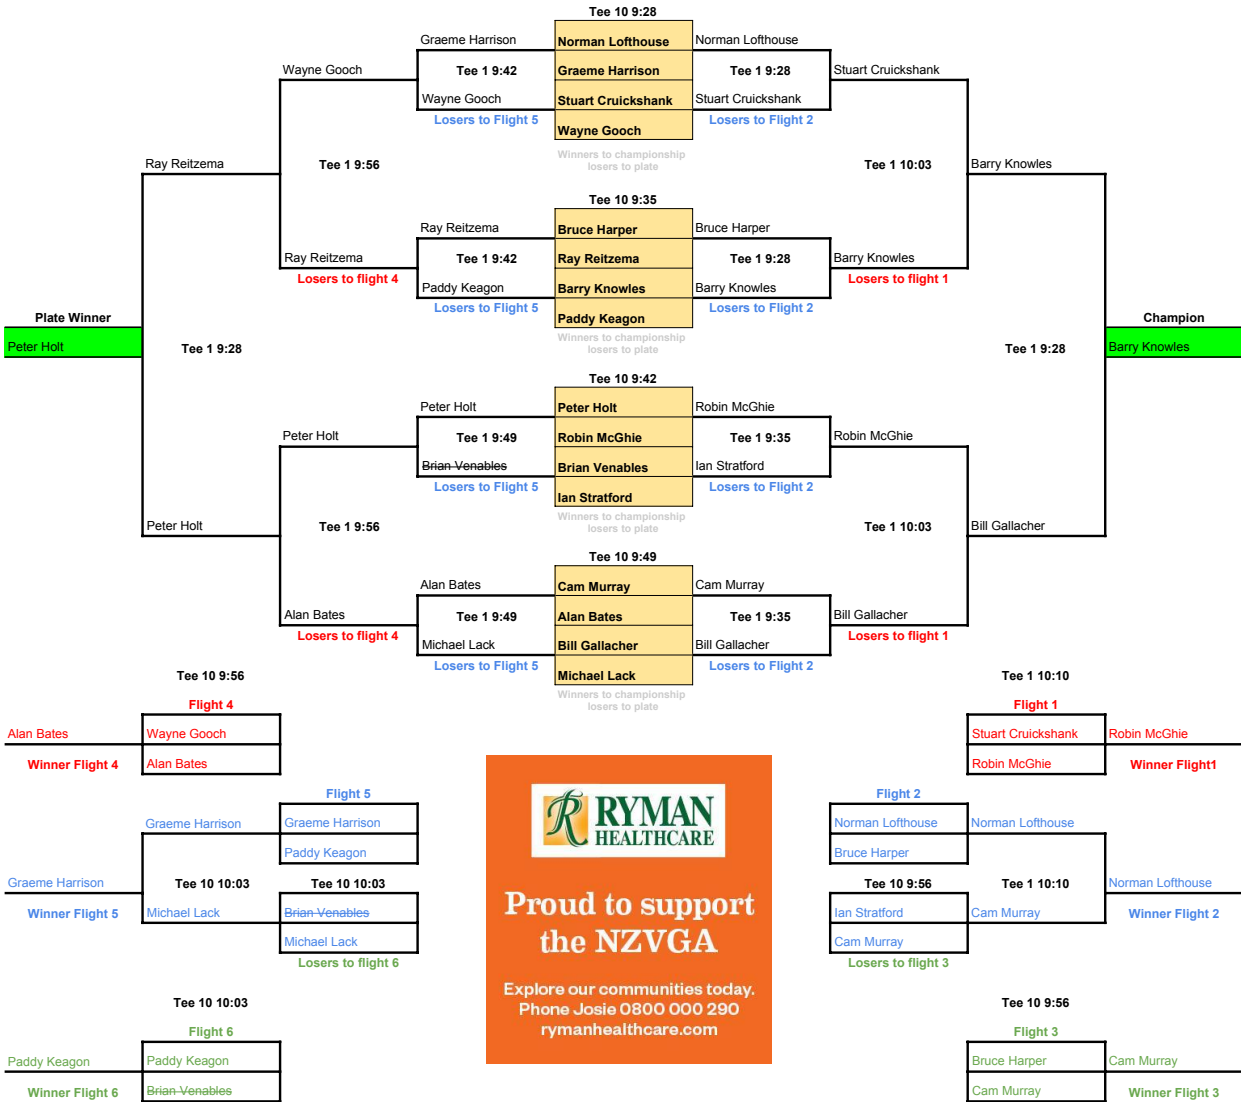 Tee 10 9:28
Graeme Harrison Norman Lofthouse Norman Lofthouse
Wayne Gooch Tee 1 9:42 Graeme Harrison Tee 1 9:28 Stuart Cruickshank
Wayne Gooch Stuart Cruickshank Stuart Cruickshank
Losers to Flight 5 Losers to Flight 2
Wayne Gooch
Winners to championship
losers to plate
Ray Reitzema Tee 1 9:56 Tee 1 10:03 Barry Knowles
Tee 10 9:35
Ray Reitzema Bruce Harper Bruce Harper
Ray Reitzema Tee 1 9:42 Ray Reitzema Tee 1 9:28 Barry Knowles
Losers to flight 4 Losers to flight 1
Paddy Keagon Barry Knowles Barry Knowles
Losers to Flight 5 Losers to Flight 2
Plate Winner Paddy Keagon Champion
Winners to championship
losers to plate
Peter Holt Tee 1 9:28 Tee 1 9:28 Barry Knowles
Tee 10 9:42
Peter Holt Peter Holt Robin McGhie
Peter Holt Tee 1 9:49 Robin McGhie Tee 1 9:35 Robin McGhie
Brian Venables Brian Venables Ian Stratford
Losers to Flight 5 Losers to Flight 2
Ian Stratford
Winners to championship
losers to plate
Peter Holt Tee 1 9:56 Tee 1 10:03 Bill Gallacher
Tee 10 9:49
Alan Bates Cam Murray Cam Murray
Alan Bates Tee 1 9:49 Alan Bates Tee 1 9:35 Bill Gallacher
Losers to flight 4 Losers to flight 1
Michael Lack Bill Gallacher Bill Gallacher
Losers to Flight 5 Losers to Flight 2
Tee 10 9:56 Michael Lack Tee 1 10:10
Winners to championship
losers to plate
Flight 4 Flight 1
Alan Bates Wayne Gooch Stuart Cruickshank Robin McGhie
Winner Flight 4 Alan Bates Robin McGhie Winner Flight1
Flight 5 Flight 2
Graeme Harrison Graeme Harrison Norman Lofthouse Norman Lofthouse
Paddy Keagon Bruce Harper
Graeme Harrison Tee 10 10:03 Tee 10 10:03 Tee 10 9:56 Tee 1 10:10 Norman Lofthouse
Winner Flight 5 Michael Lack Brian Venables Ian Stratford Cam Murray Winner Flight 2
Michael Lack Cam Murray
Losers to flight 6 Losers to flight 3
R RYMAN
HEALTHCARE
Proud to support
the NZVGA
Explore our communities today.
Phone Josie 0800 000 290
rymanhealthcare.com
Tee 10 10:03 Tee 10 9:56
Flight 6 Flight 3
Paddy Keagon Paddy Keagon Bruce Harper Cam Murray
Winner Flight 6 Brian Venables Cam Murray Winner Flight 3